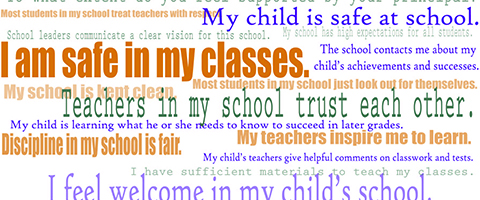 To what extent do you feel supported by your principal?
Most students in my school treat teachers with res
My child is safe at school.
School leaders communicate a clear vision for this school.
My school has high expectations for all students.
I am safe in my classes.
The school contacts me about my
child's achievements and successes.
Most students in my school just look out for themselves.
My school is kept clean.
Teachers in my school trust each other.
My child is learning what he or she needs to know to succeed in later grades.
My teachers inspire me to learn.
Discipline in my school is fair.
My child's teachers give helpful comments on classwork and tests.
I have sufficient materials to teach my classes.
I feel welcome in my child's school.